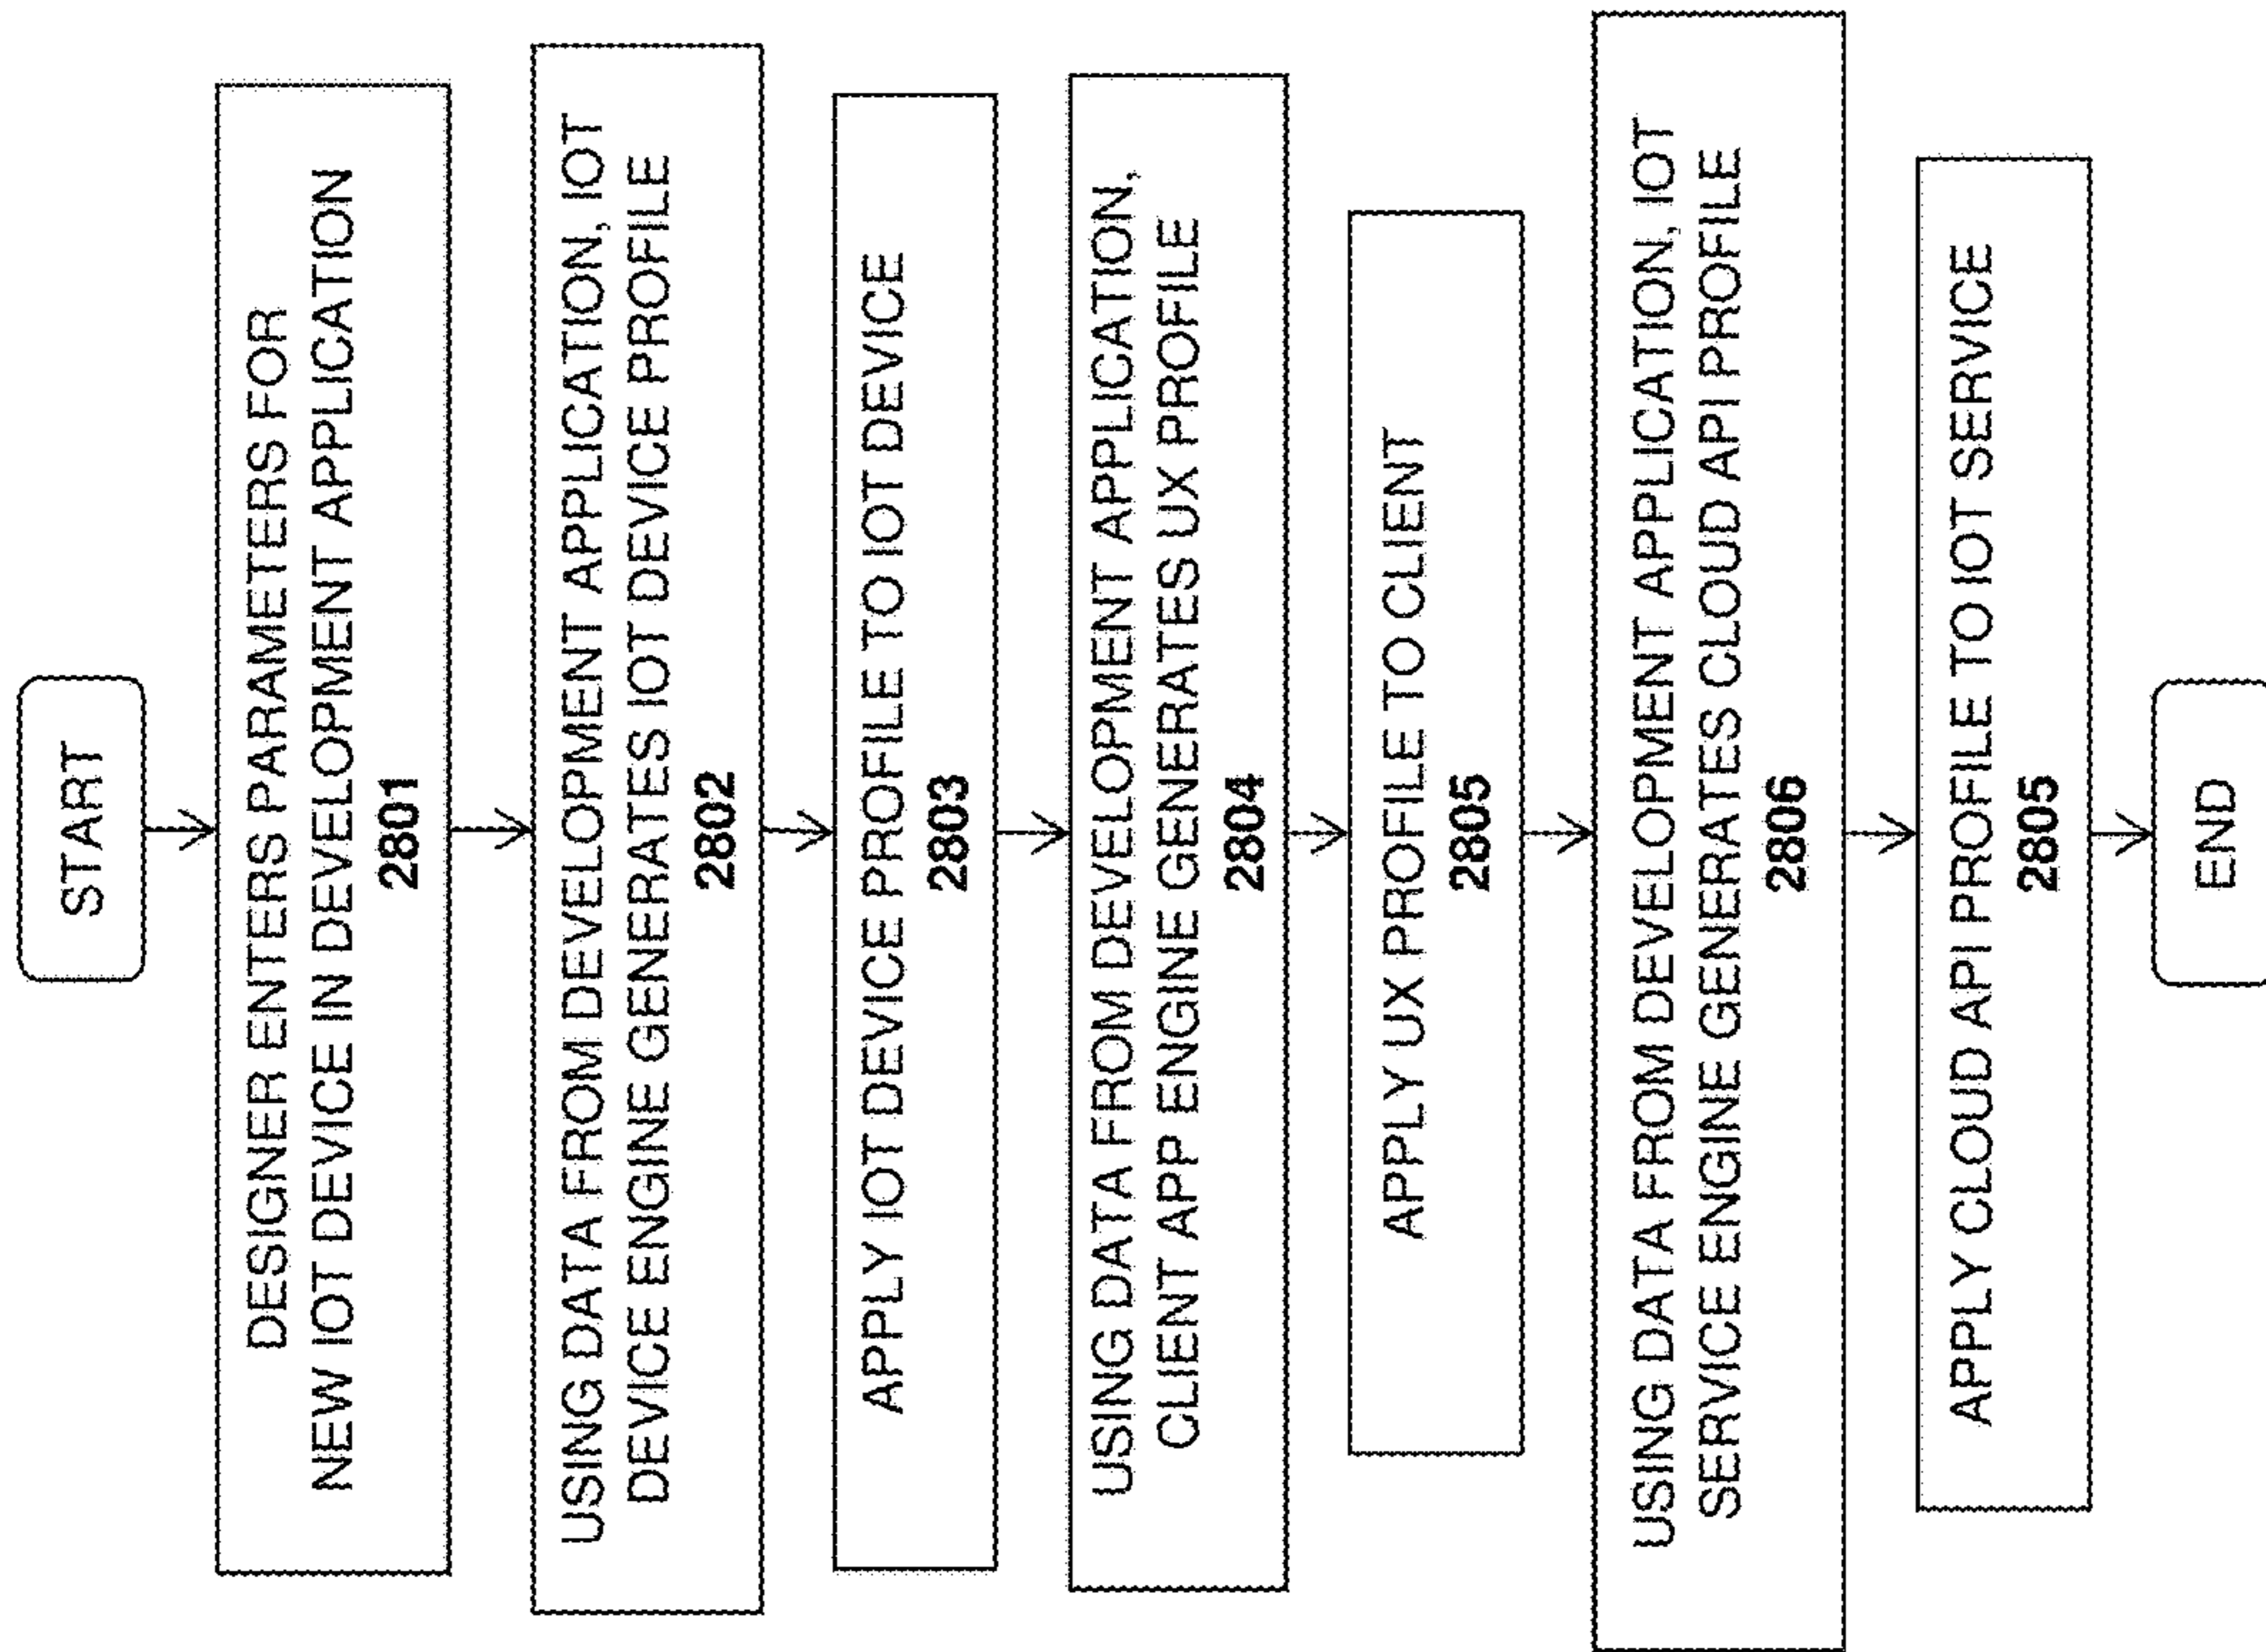 START
DESIGNER ENTERS PARAMETERS FOR
NEW IOT DEVICE IN DEVELOPMENT APPLICATION
2801
USING DATA FROM DEVELOPMENT APPLICATION, IOT
DEVICE ENGINE GENERATES IOT DEVICE PROFILE
2802
APPLY IOT DEVICE PROFILE TO IOT DEVICE
2803
USING DATA FROM DEVELOPMENT APPLICATION,
CLIENT APP ENGINE GENERATES UX PROFILE
2804
APPLY UX PROFILE TO CLIENT
2805
USING DATA FROM DEVELOPMENT APPLICATION, IOT
SERVICE ENGINE GENERATES CLOUD API PROFILE
2806
APPLY CLOUD API PROFILE TO IOT SERVICE
2805
END